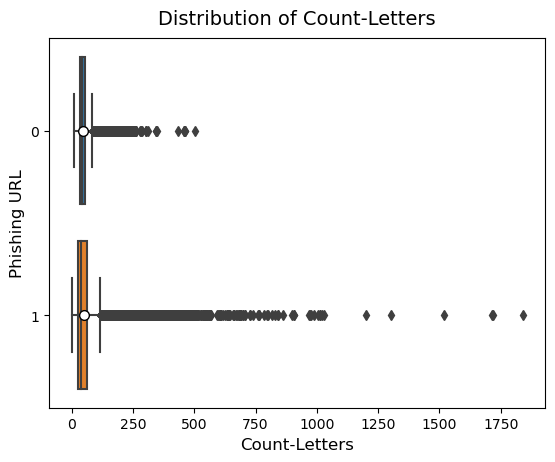 Distribution of Count-Letters
Phishing URL
0
1
0 250 500 750 1000 1250 1500 1750
Count-Letters